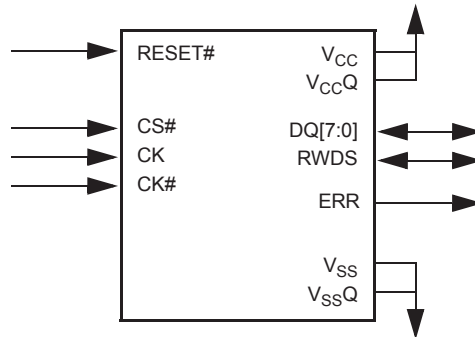 RESET#
CS#
CK
CK#
VCC
VCCQ
DQ[7:0]
RWDS
ERR
VSS
VSSQ